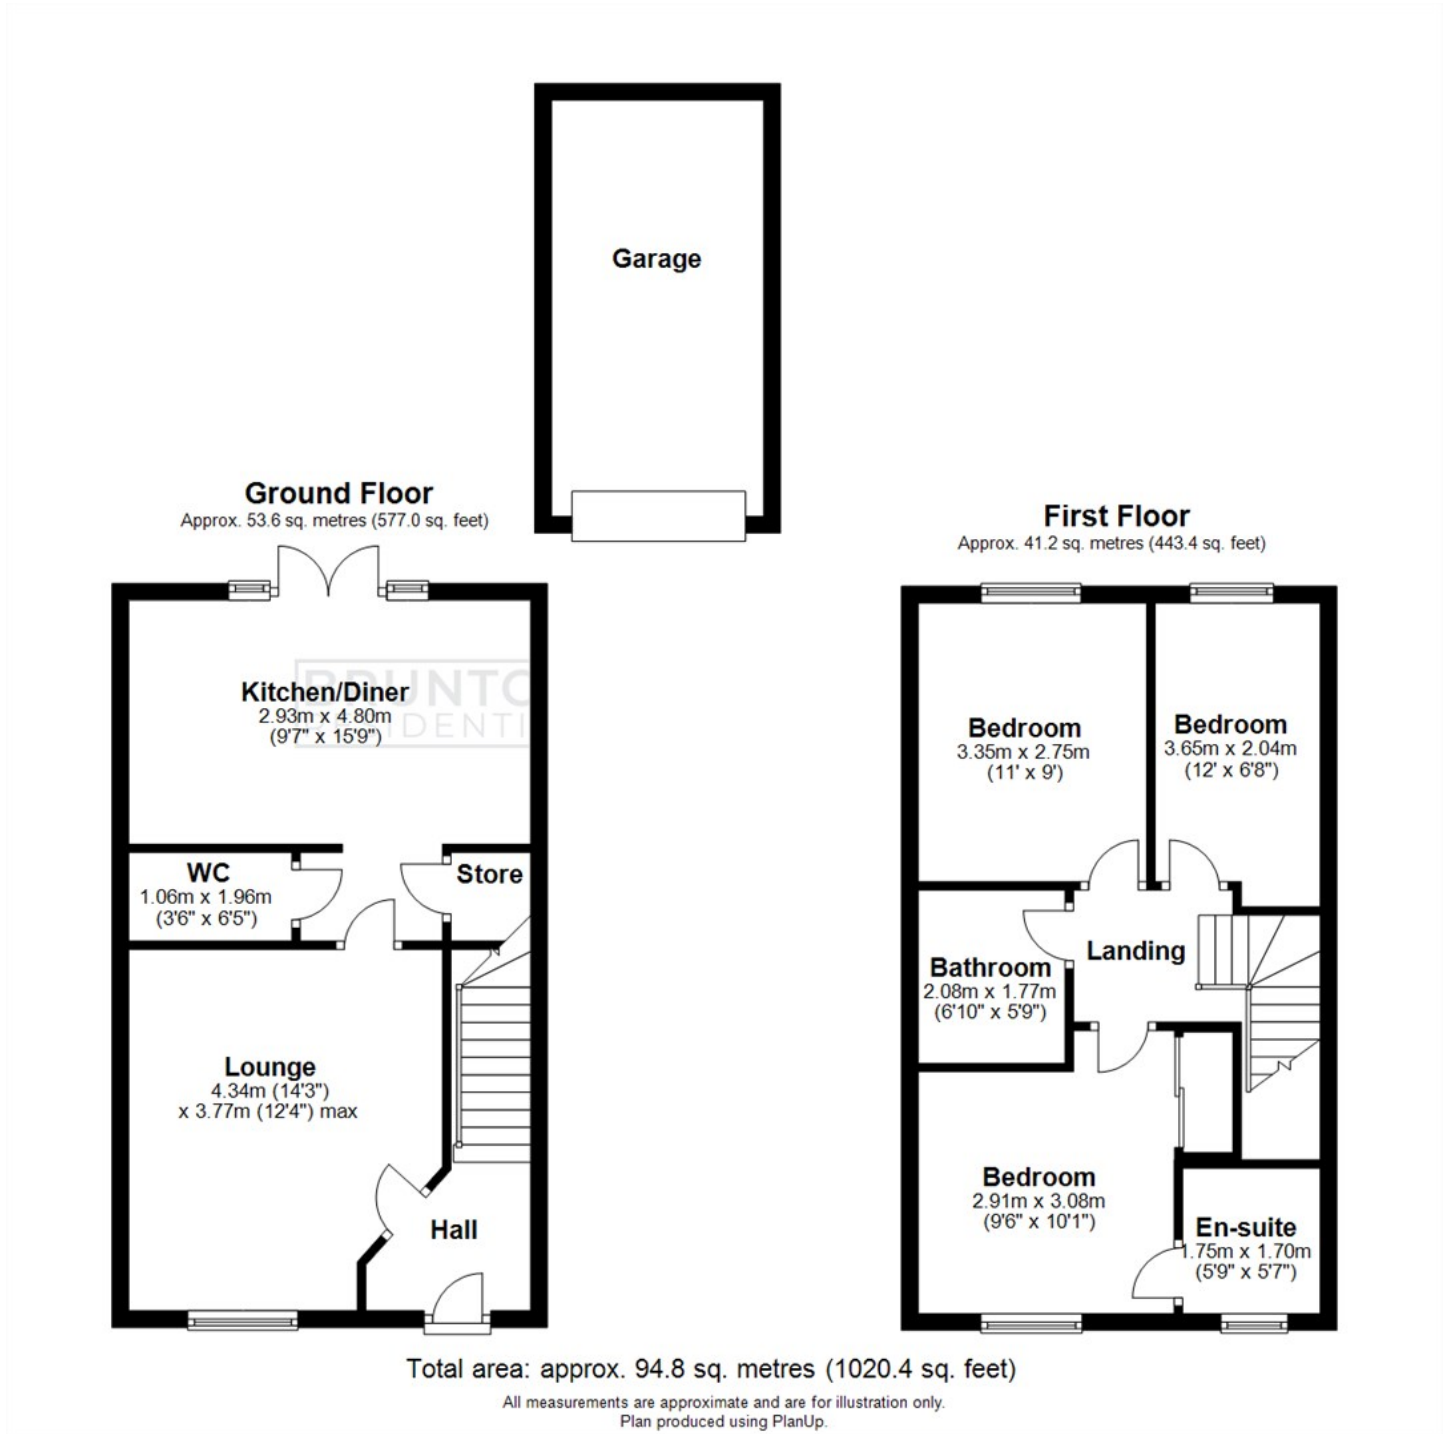 Garage
Ground Floor
Approx. 53.6 sq. metres (577.0 sq. feet)
Kitchen/Diner
2.93m x 4.80m
(9'7" x 15'9")
WC
1.06m x 1.96m
(3'6" x 6'5")
Store
Lounge
4.34m (14'3")
x 3.77m (12'4") max
Hall
First Floor
Approx. 41.2 sq. metres (443.4 sq. feet)
Bedroom
3.35m x 2.75m
(11' x 9')
Bedroom
3.65m x 2.04m
(12' x 6'8")
Landing
Bathroom
2.08m x 1.77m
(6'10" x 5'9")
Bedroom
2.91m x 3.08m
(9'6" x 10'1")
En-suite
1.75m x 1.70m
(5'9" x 5'7")
Total area: approx. 94.8 sq. metres (1020.4 sq. feet)
All measurements are approximate and are for illustration only.
Plan produced using PlanUp.